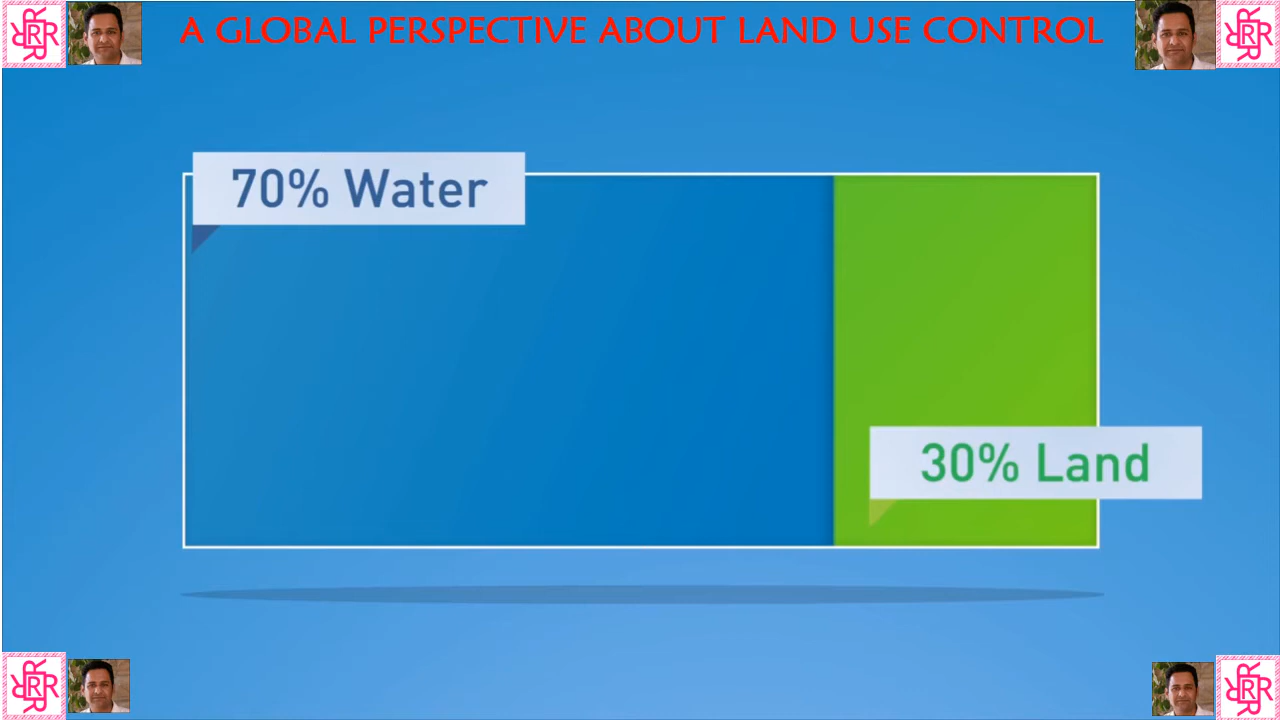 A GLOBAL PERSPECTIVE ABOUT LAND USE CONTROL
70% Water
30% Land